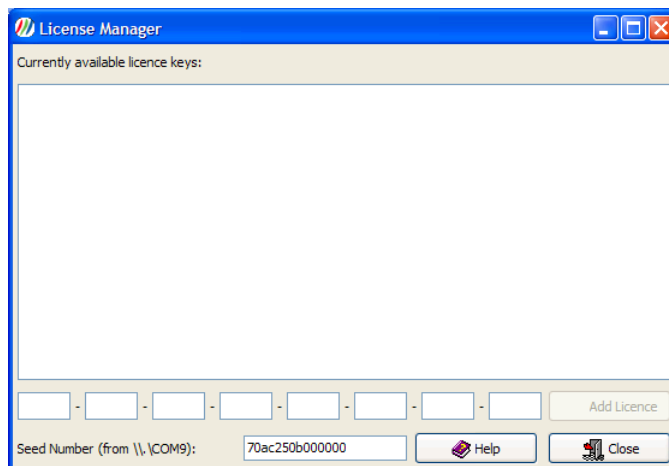 License Manager
Currently available licence keys:
- - - - - - - Add Licence
Seed Number (from \\.\COM9): 70ac250b000000 Help Close